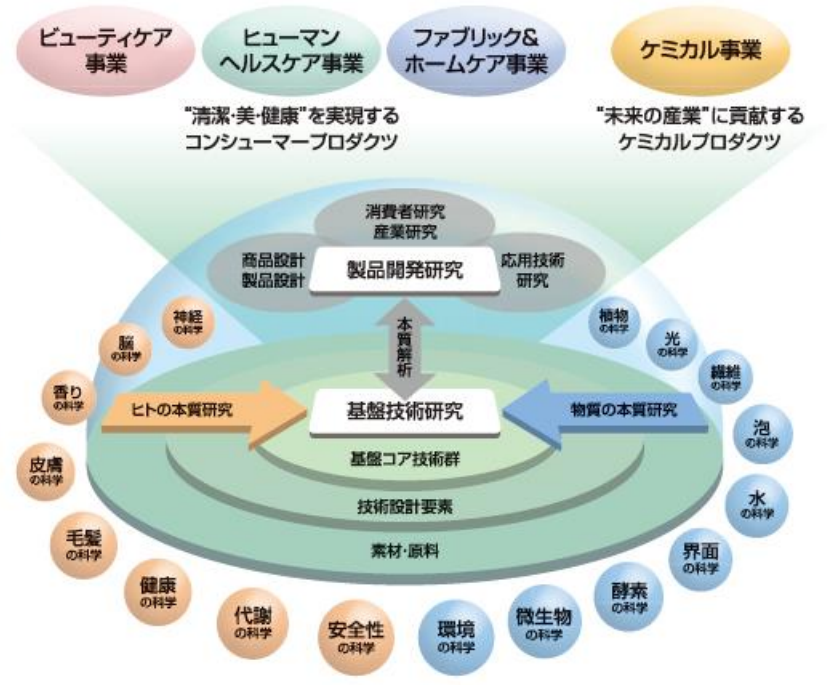 ビューティケア
事業
ヒューマン
ヘルスケア事業
ファブリック&
ホームケア事業
ケミカル事業
“清潔・美・健康”を実現する
コンシューマープロダクツ
“未来の産業”に貢献する
ケミカルプロダクツ
消費者研究
産業研究
商品設計
製品設計
製品開発研究
応用技術
研究
本質解析
神経
の科学
脳
の科学
香り
の科学
皮膚
の科学
毛髪
の科学
健康
の科学
代謝
の科学
安全性
の科学
植物
の科学
光
の科学
繊維
の科学
泡
の科学
水
の科学
界面
の科学
酵素
の科学
微生物
の科学
環境
の科学
ヒトの本質研究
基盤技術研究
物質の本質研究
基盤コア技術群
技術設計要素
素材・原料